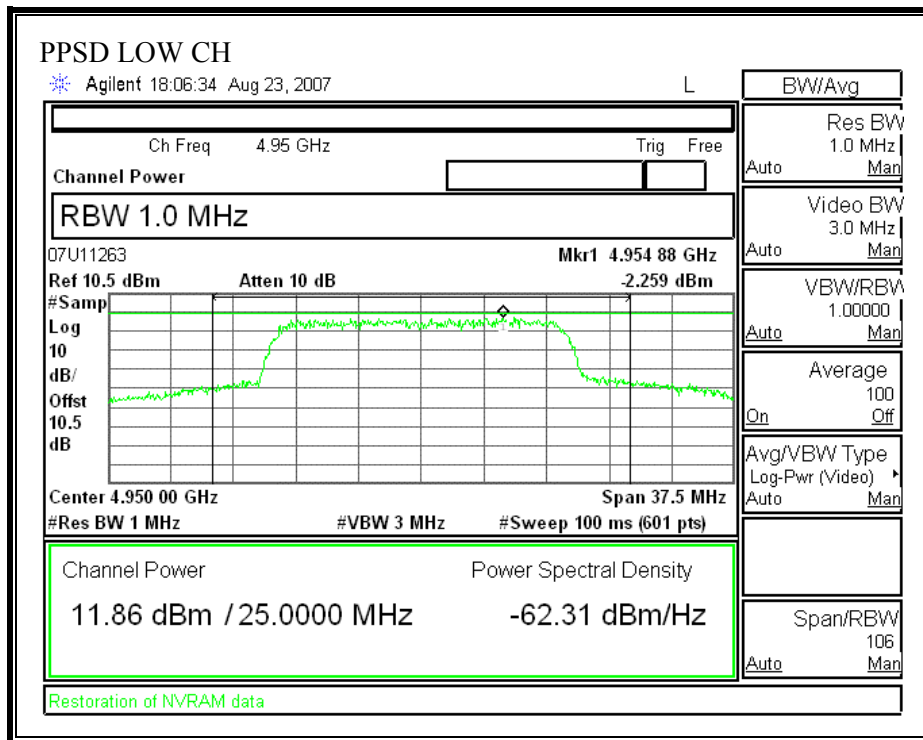 PPSD LOW CH
Agilent 18:06:34 Aug 23, 2007
L
Ch Freq 4.95 GHz
Trig Free
Channel Power
RBW 1.0 MHz
07U11263
Mkr1 4.954 88 GHz
Ref 10.5 dBm
Atten 10 dB
-2.259 dBm
#Samp
Log
10
dB/
Offst
10.5
dB
1
Center 4.950 00 GHz
Span 37.5 MHz
#Res BW 1 MHz
#VBW 3 MHz
#Sweep 100 ms (601 pts)
Channel Power
Power Spectral Density
11.86 dBm / 25.0000 MHz
-62.31 dBm/Hz
Restoration of NVRAM data
BW/Avg
Res BW
1.0 MHz
Auto Man
Video BW
3.0 MHz
Auto Man
VBW/RBW
1.00000
Auto Man
Average
100
On Off
Avg/VBW Type
Log-Pwr (Video)
Auto Man
Span/RBW
106
Auto Man